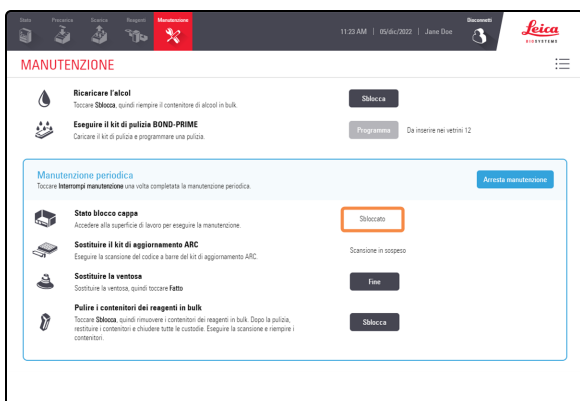 Stato
Precarica
Scarica
Reagenti
Manutenzione
11:23 AM | 05/dic/2022 | Jane Doe
Disconnetti
Leica
BIOSYSTEMS
MANUTENZIONE
Ricaricare l'alcol
Toccare Sblocca, quindi riempire il contenitore di alcool in bulk.
Sblocca
Eseguire il kit di pulizia BOND-PRIME
Caricare il kit di pulizia e programmare una pulizia.
Programma
Da inserire nei vetrini 12
Manutenzione periodica
Toccare Interrompi manutenzione una volta completata la manutenzione periodica.
Arresta manutenzione
Stato blocco cappa
Accedere alla superficie di lavoro per eseguire la manutenzione.
Sbloccato
Sostituire il kit di aggiornamento ARC
Eseguire la scansione del codice a barre del kit di aggiornamento ARC.
Scansione in sospeso
Sostituire la ventosa
Sostituire la ventosa, quindi toccare Fatto
Fine
Pulire i contenitori dei reagenti in bulk
Toccare Sblocca, quindi rimuovere i contenitori dei reagenti in bulk. Dopo la pulizia,
restituire i contenitori e chiudere tutte le custodie. Eseguire la scansione e riempire i
contenitori.
Sblocca